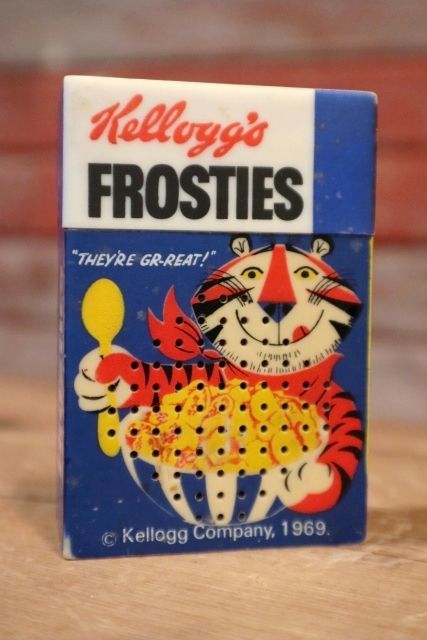 Kellogg's
FROSTIES
"THEY'RE GR-REAT!"
© Kellogg Company, 1969.